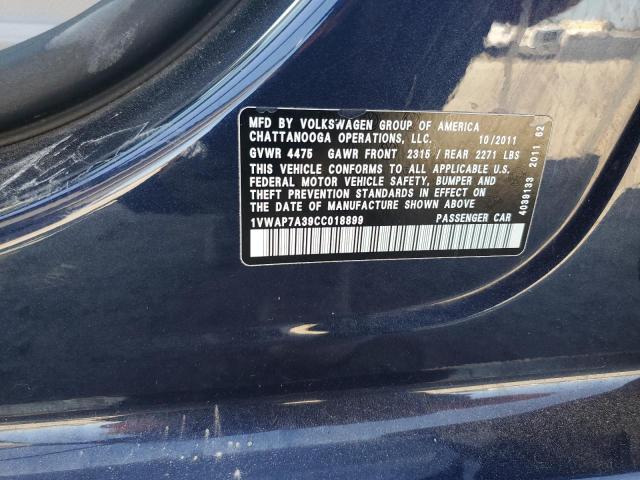 MFD BY VOLKSWAGEN GROUP OF AMERICA
CHATTANOOGA OPERATIONS, LLC. 10/2011
GVWR 4475 GAWR FRONT 2315 / REAR 2271 LBS
THIS VEHICLE CONFORMS TO ALL APPLICABLE U.S.
FEDERAL MOTOR VEHICLE SAFETY, BUMPER AND
THEFT PREVENTION STANDARDS IN EFFECT ON
THE DATE OF MANUFACTURE SHOWN ABOVE
1VWAP7A39CC018899 PASSENGER CAR
4039133 2011 62